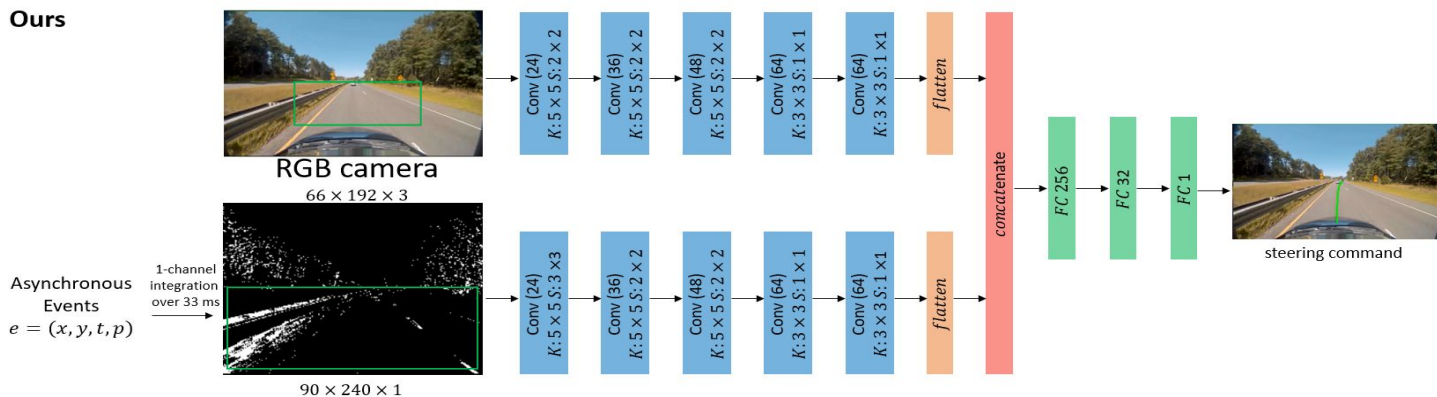 Ours
RGB camera
66 × 192 × 3
Conv (24)
K: 5 × 5 S: 2 × 2
Conv (36)
K: 5 × 5 S: 2 × 2
Conv (48)
K: 5 × 5 S: 2 × 2
Conv (64)
K: 3 × 3 S: 1 × 1
Conv (64)
K: 3 × 3 S: 1 ×1
flatten
Asynchronous
Events
e = (x, y, t, p)
1-channel
integration
over 33 ms
90 × 240 × 1
Conv (24)
K: 5 × 5 S: 3 ×3
Conv (36)
K: 5 × 5 S: 2 × 2
Conv (48)
K: 5 × 5 S: 2 × 2
Conv (64)
K: 3 × 3 S: 1 × 1
Conv (64)
K: 3 × 3 S: 1 ×1
flatten
concatenate
FC 256
FC 32
FC 1
steering command